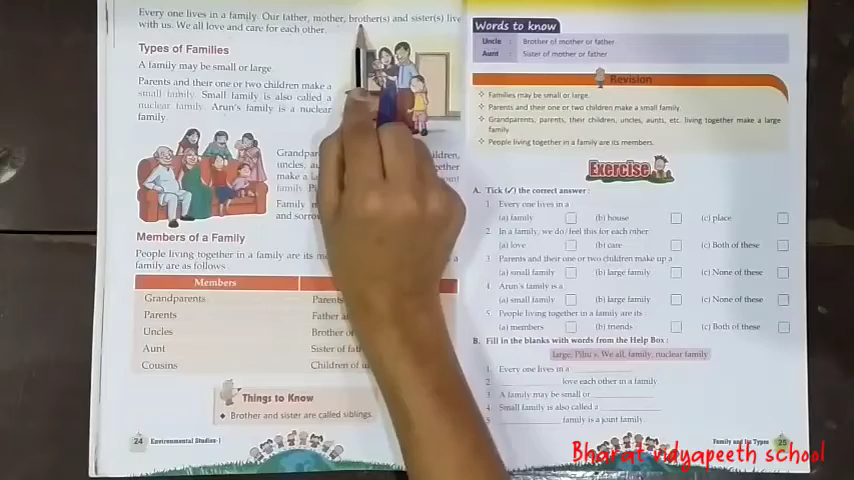 Every one lives in a family. Our father, mother, brother(s) and sister(s) live
with us. We all love and care for each other.
Types of Families
A family may be small or large.
Parents and their one or two children make a
small family. Small family is also called a
nuclear family. Arun's family is a nuclear
family.
Grandpar
uncles, au
make a la
family. Pi
Family
and sorro
Members of a Family
People living together in a family are its me
family are as follows
Members
Grandparents Parents
Parents Father a
Uncles Brother o
Aunt Sister of fat
Cousins Children of u
Things to Know
◆ Brother and sister are called siblings.
24 Environmental Studies-1
Words to know
Uncle : Brother of mother or father
Aunt : Sister of mother or father
Revision
Families may be small or large.
Parents and their one or two children make a small family.
Grandparents, parents, their children, uncles, aunts, etc. living together make a large
family
People living together in a family are its members.
Exercise
A. Tick (✓) the correct answer :
1. Every one lives in a
(a) family (b) house (c) place
2. In a family, we do/feel this for each other
(a) love (b) care (c) Both of these
3. Parents and their one or two children make up a
(a) small family (b) large family (c) None of these
4. Arun's family is a
(a) small family (b) large family (c) None of these
5. People living together in a family are its
(a) members (b) friends (c) Both of these
B. Fill in the blanks with words from the Help Box :
large, Pihu's, We all, family, nuclear family
1. Every one lives in a
2. love each other in a family
3. A family may be small or
4. Small family is also called a
5. family is a joint family.
Family and its Types 25
Bharat vidyapeeth school